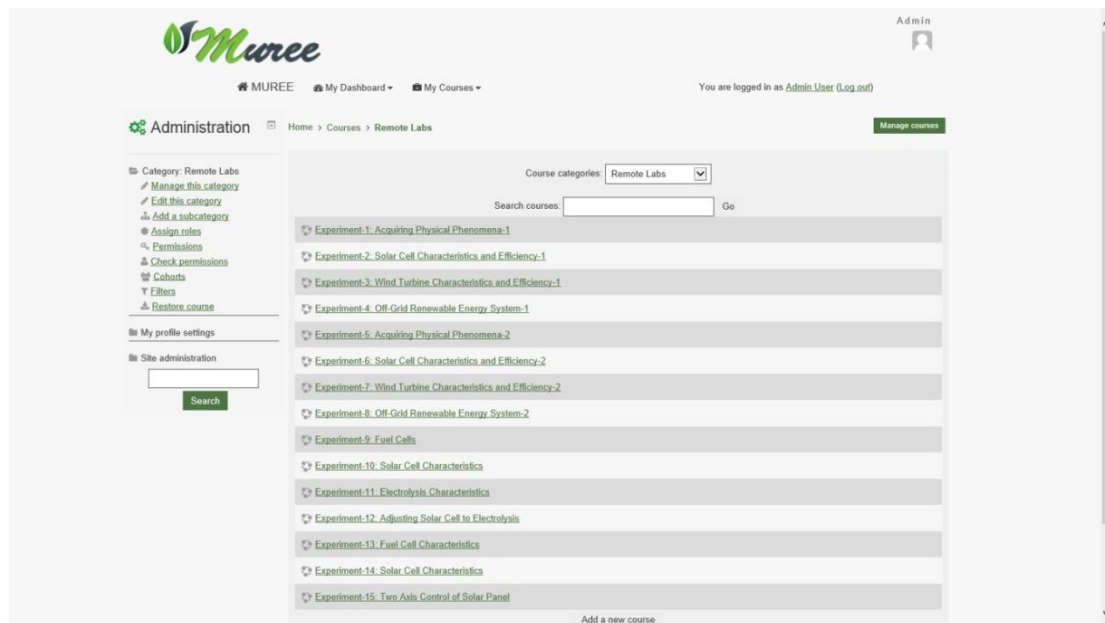 Admin
Muree
MUREE My Dashboard My Courses
You are logged in as Admin User (Log out)
Administration
Home > Courses > Remote Labs
Manage courses
Category: Remote Labs
Manage this category
Edit this category
Add a subcategory
Assign roles
Permissions
Check permissions
Cohorts
Filters
Restore course
My profile settings
Site administration
Search
Course categories: Remote Labs
Search courses: Go
Experiment-1: Acquiring Physical Phenomena-1
Experiment-2: Solar Cell Characteristics and Efficiency-1
Experiment-3: Wind Turbine Characteristics and Efficiency-1
Experiment-4: Off-Grid Renewable Energy System-1
Experiment-5: Acquiring Physical Phenomena-2
Experiment-6: Solar Cell Characteristics and Efficiency-2
Experiment-7: Wind Turbine Characteristics and Efficiency-2
Experiment-8: Off-Grid Renewable Energy System-2
Experiment-9: Fuel Cells
Experiment-10: Solar Cell Characteristics
Experiment-11: Electrolysis Characteristics
Experiment-12: Adjusting Solar Cell to Electrolysis
Experiment-13: Fuel Cell Characteristics
Experiment-14: Solar Cell Characteristics
Experiment-15: Two Axis Control of Solar Panel
Add a new course